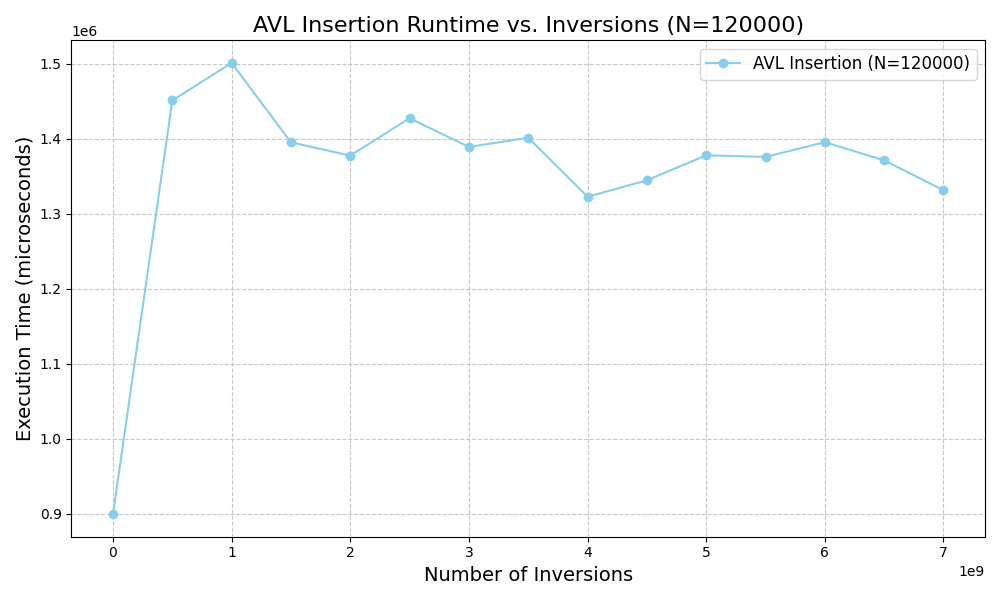 AVL Insertion Runtime vs. Inversions (N=120000)
1e6
AVL Insertion (N=120000)
Execution Time (microseconds)
1.5
1.4
1.3
1.2
1.1
1.0
0.9
0 1 2 3 4 5 6 7
1e9
Number of Inversions